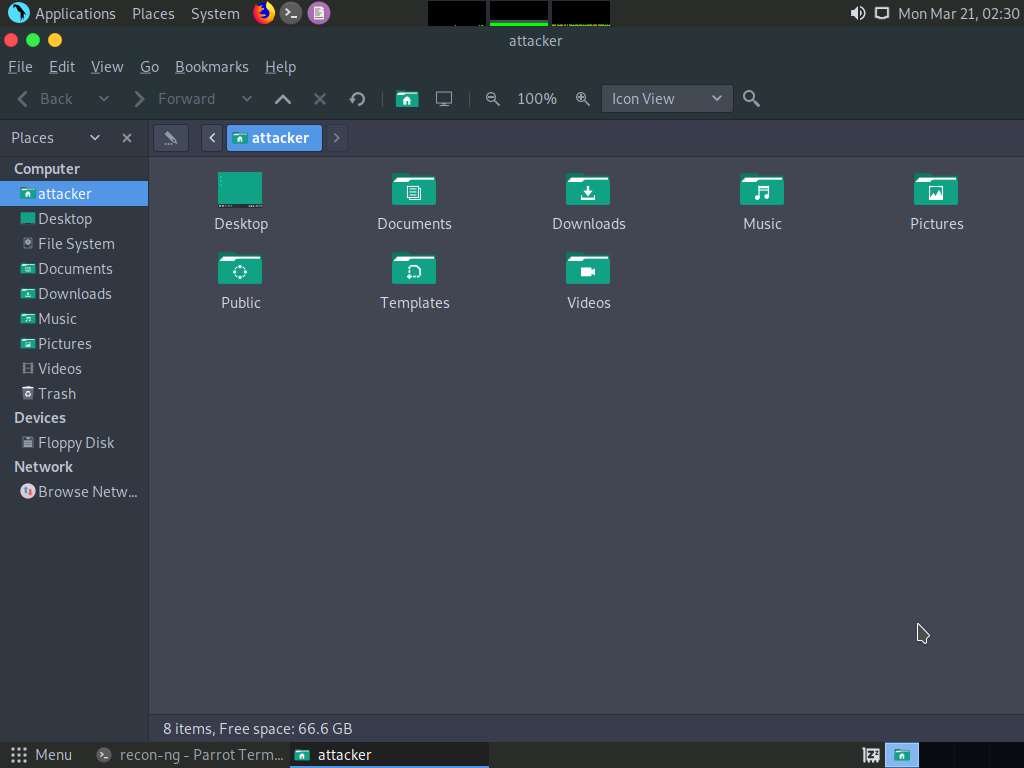 Applications Places System Mon Mar 21, 02:30
attacker
File Edit View Go Bookmarks Help
Back Forward 100% Icon View
Places attacker
Computer
attacker
Desktop
File System
Documents
Downloads
Music
Pictures
Videos
Trash
Devices
Floppy Disk
Network
Browse Netw...
Desktop Documents Downloads Music Pictures
Public Templates Videos
8 items, Free space: 66.6 GB
Menu recon-ng - Parrot Term... attacker